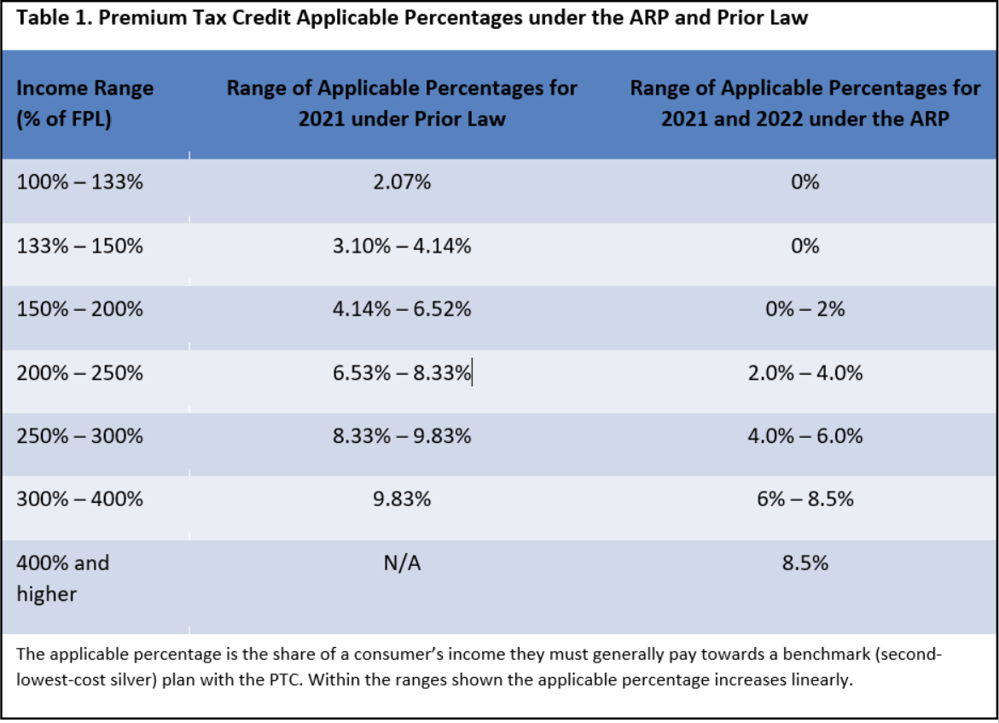 Table 1. Premium Tax Credit Applicable Percentages under the ARP and Prior Law
Income Range (% of FPL) Range of Applicable Percentages for 2021 under Prior Law Range of Applicable Percentages for 2021 and 2022 under the ARP
100% – 133% 2.07% 0%
133% – 150% 3.10% – 4.14% 0%
150% – 200% 4.14% – 6.52% 0% – 2%
200% – 250% 6.53% – 8.33% 2.0% – 4.0%
250% – 300% 8.33% – 9.83% 4.0% – 6.0%
300% – 400% 9.83% 6% – 8.5%
400% and higher N/A 8.5%
The applicable percentage is the share of a consumer’s income they must generally pay towards a benchmark (second-
lowest-cost silver) plan with the PTC. Within the ranges shown the applicable percentage increases linearly.